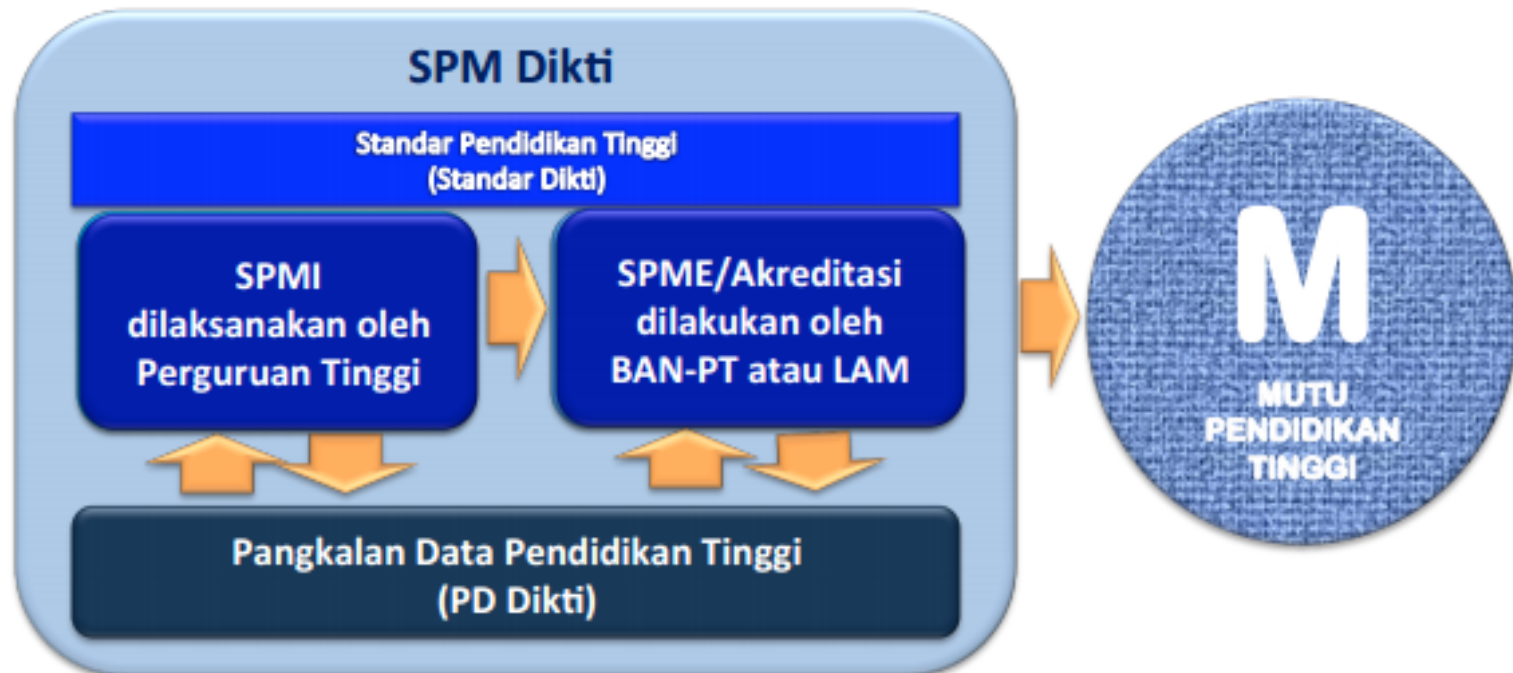 SPM Dikti
Standar Pendidikan Tinggi
(Standar Dikti)
SPMI
dilaksanakan oleh
Perguruan Tinggi
SPME/Akreditasi
dilakukan oleh
BAN-PT atau LAM
Pangkalan Data Pendidikan Tinggi
(PD Dikti)
M
MUTU
PENDIDIKAN
TINGGI